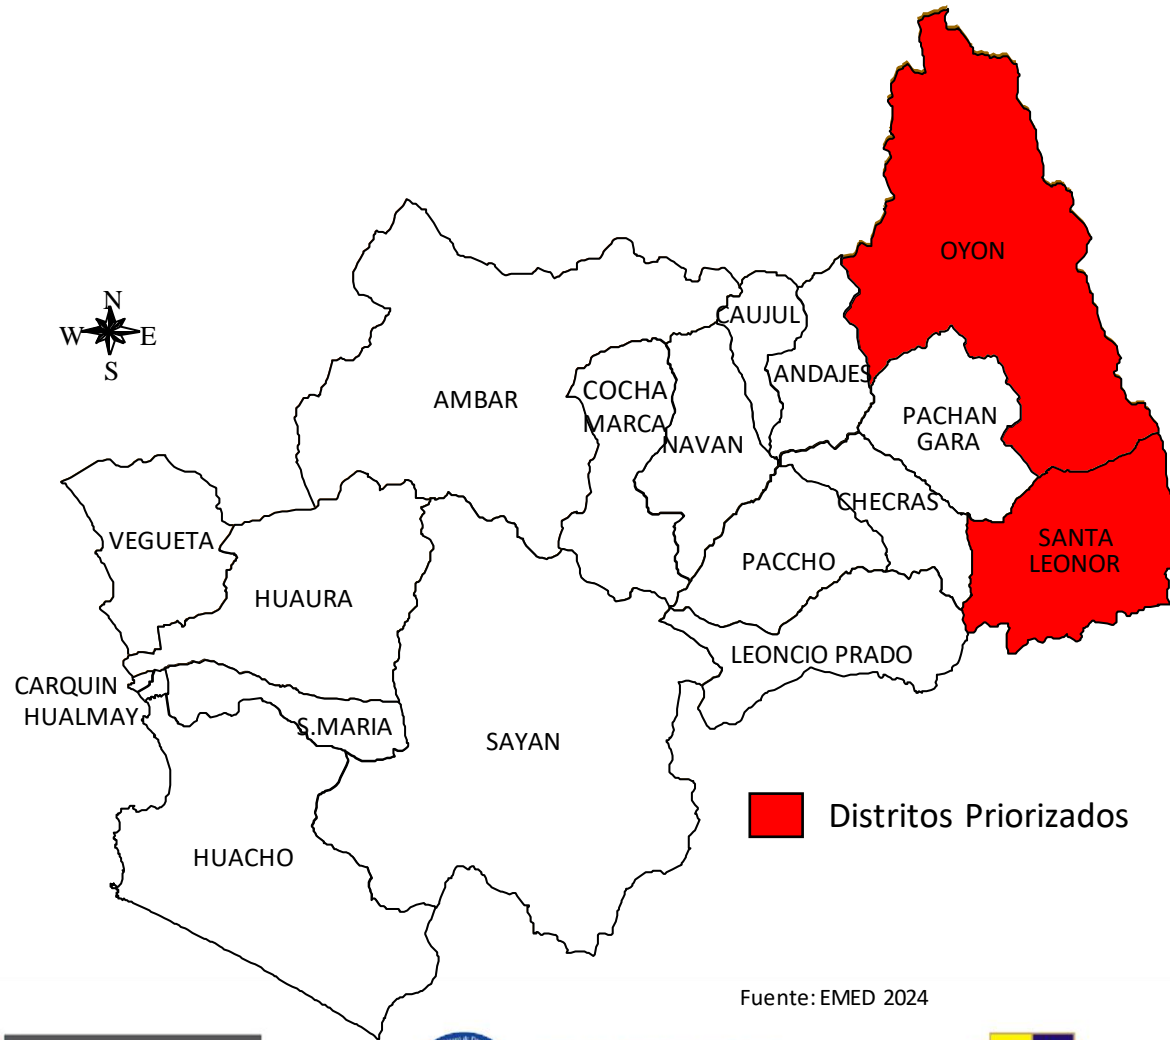 OYON
N
W E
S
CAUJUL
ANDAJES
COCHA
MARCA
AMBAR
PACHAN
GARA
NAVAN
CHECRAS
VEGUETA
SANTA
LEONOR
PACCHO
HUAURA
LEONCIO PRADO
CARQUIN
HUALMAY
S.MARIA
SAYAN
Distritos Priorizados
HUACHO
Fuente: EMED 2024